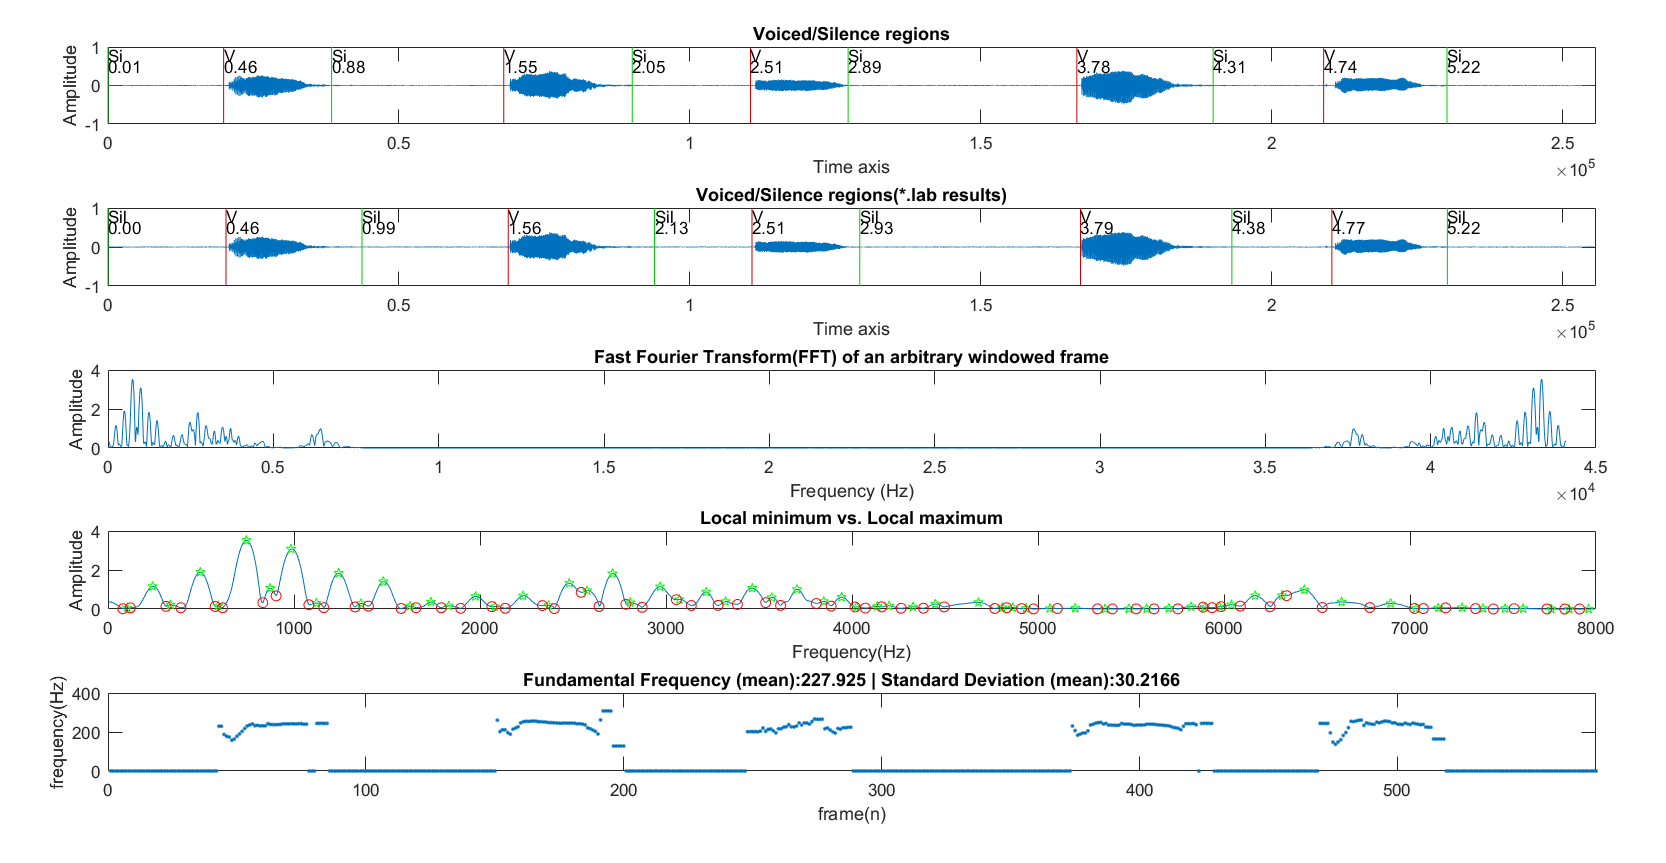 Voiced/Silence regions
Amplitude
1
0
-1
Si V Si V Si V Si V Si V Si
0.01 0.46 0.88 1.55 2.05 2.51 2.89 3.78 4.31 4.74 5.22
0 0.5 1 1.5 2 2.5
Time axis
×10^5
Voiced/Silence regions(*.lab results)
Amplitude
1
0
-1
Sil V Sil V Sil V Sil V Sil V Sil
0.00 0.46 0.99 1.56 2.13 2.51 2.93 3.79 4.38 4.77 5.22
0 0.5 1 1.5 2 2.5
Time axis
×10^5
Fast Fourier Transform(FFT) of an arbitrary windowed frame
Amplitude
4
2
0
0 0.5 1 1.5 2 2.5 3 3.5 4 4.5
Frequency (Hz)
×10^4
Local minimum vs. Local maximum
Amplitude
4
2
0
0 1000 2000 3000 4000 5000 6000 7000 8000
Frequency(Hz)
Fundamental Frequency (mean):227.925 | Standard Deviation (mean):30.2166
frequency(Hz)
400
200
0
0 100 200 300 400 500
frame(n)